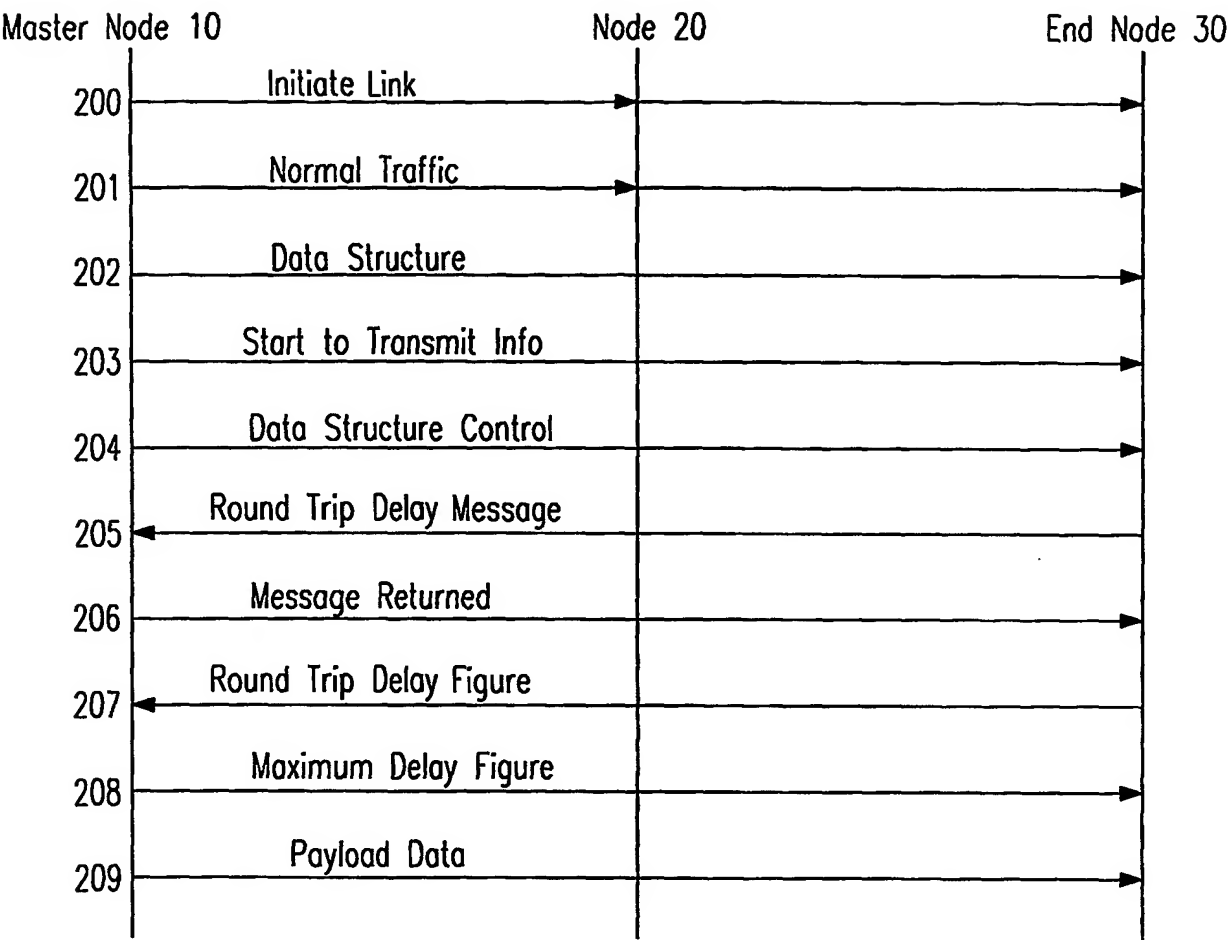 Master Node 10 Node 20 End Node 30
200 Initiate Link
201 Normal Traffic
202 Data Structure
203 Start to Transmit Info
204 Data Structure Control
205 Round Trip Delay Message
206 Message Returned
207 Round Trip Delay Figure
208 Maximum Delay Figure
209 Payload Data